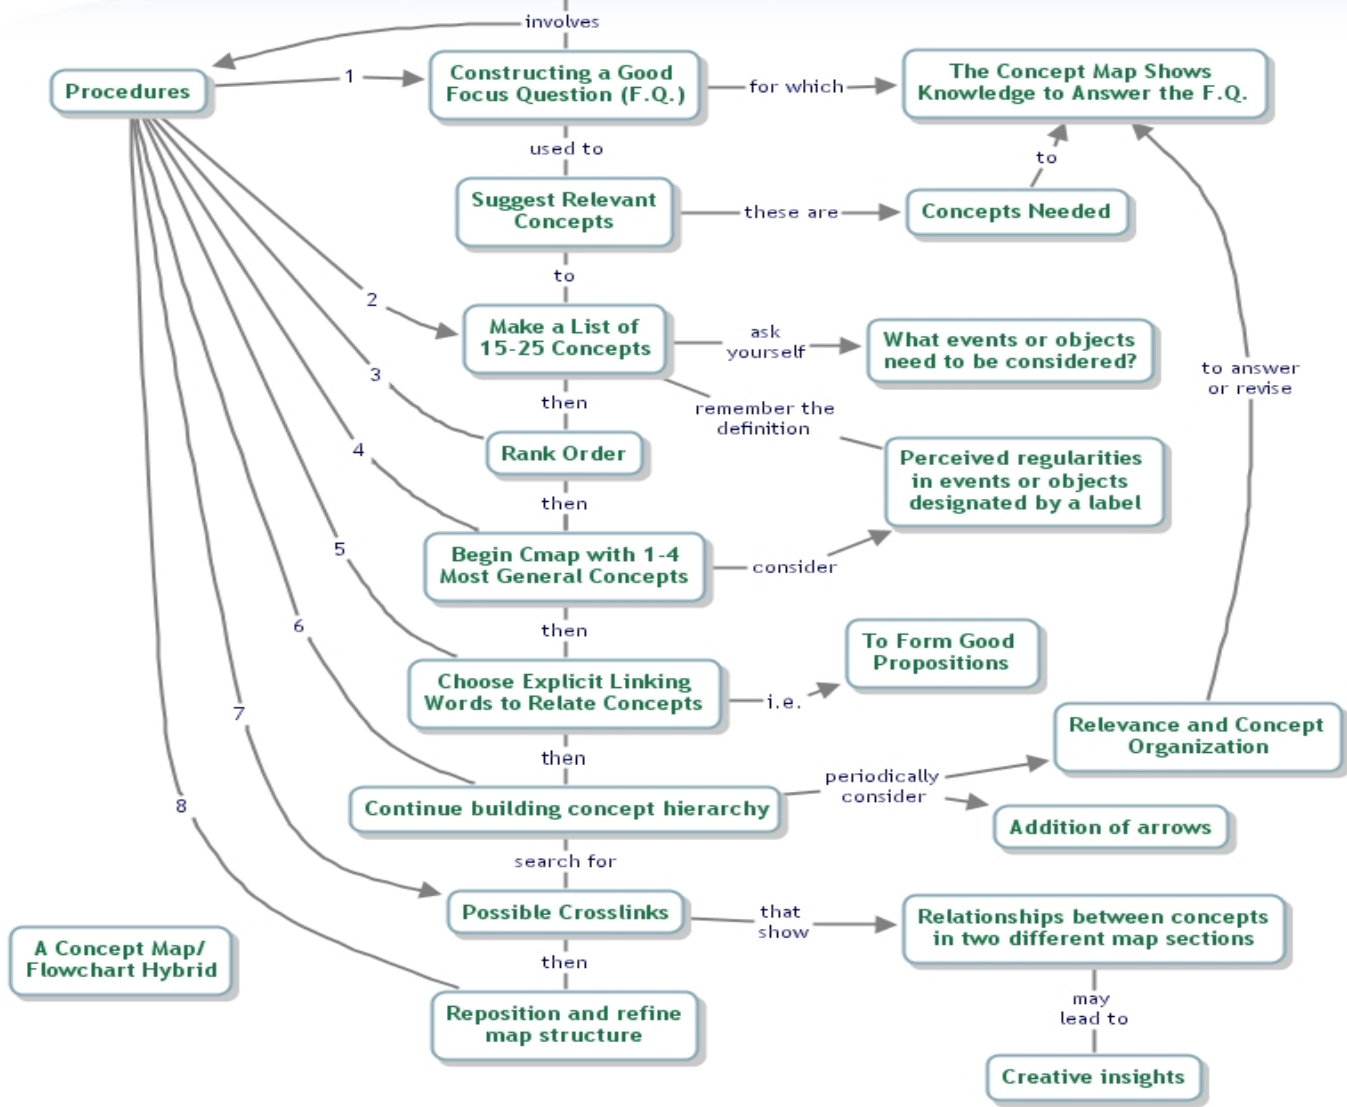 involves
Procedures
1
Constructing a Good
Focus Question (F.Q.)
for which
The Concept Map Shows
Knowledge to Answer the F.Q.
used to
to
Suggest Relevant
Concepts
these are
Concepts Needed
to
2
Make a List of
15-25 Concepts
ask
yourself
What events or objects
need to be considered?
to answer
or revise
3
then
remember the
definition
Rank Order
4
Perceived regularities
in events or objects
designated by a label
then
5
Begin Cmap with 1-4
Most General Concepts
consider
6
then
To Form Good
Propositions
Choose Explicit Linking
Words to Relate Concepts
i.e.
7
then
Relevance and Concept
Organization
8
Continue building concept hierarchy
periodically
consider
Addition of arrows
search for
Possible Crosslinks
that
show
Relationships between concepts
in two different map sections
A Concept Map/
Flowchart Hybrid
then
may
lead to
Reposition and refine
map structure
Creative insights